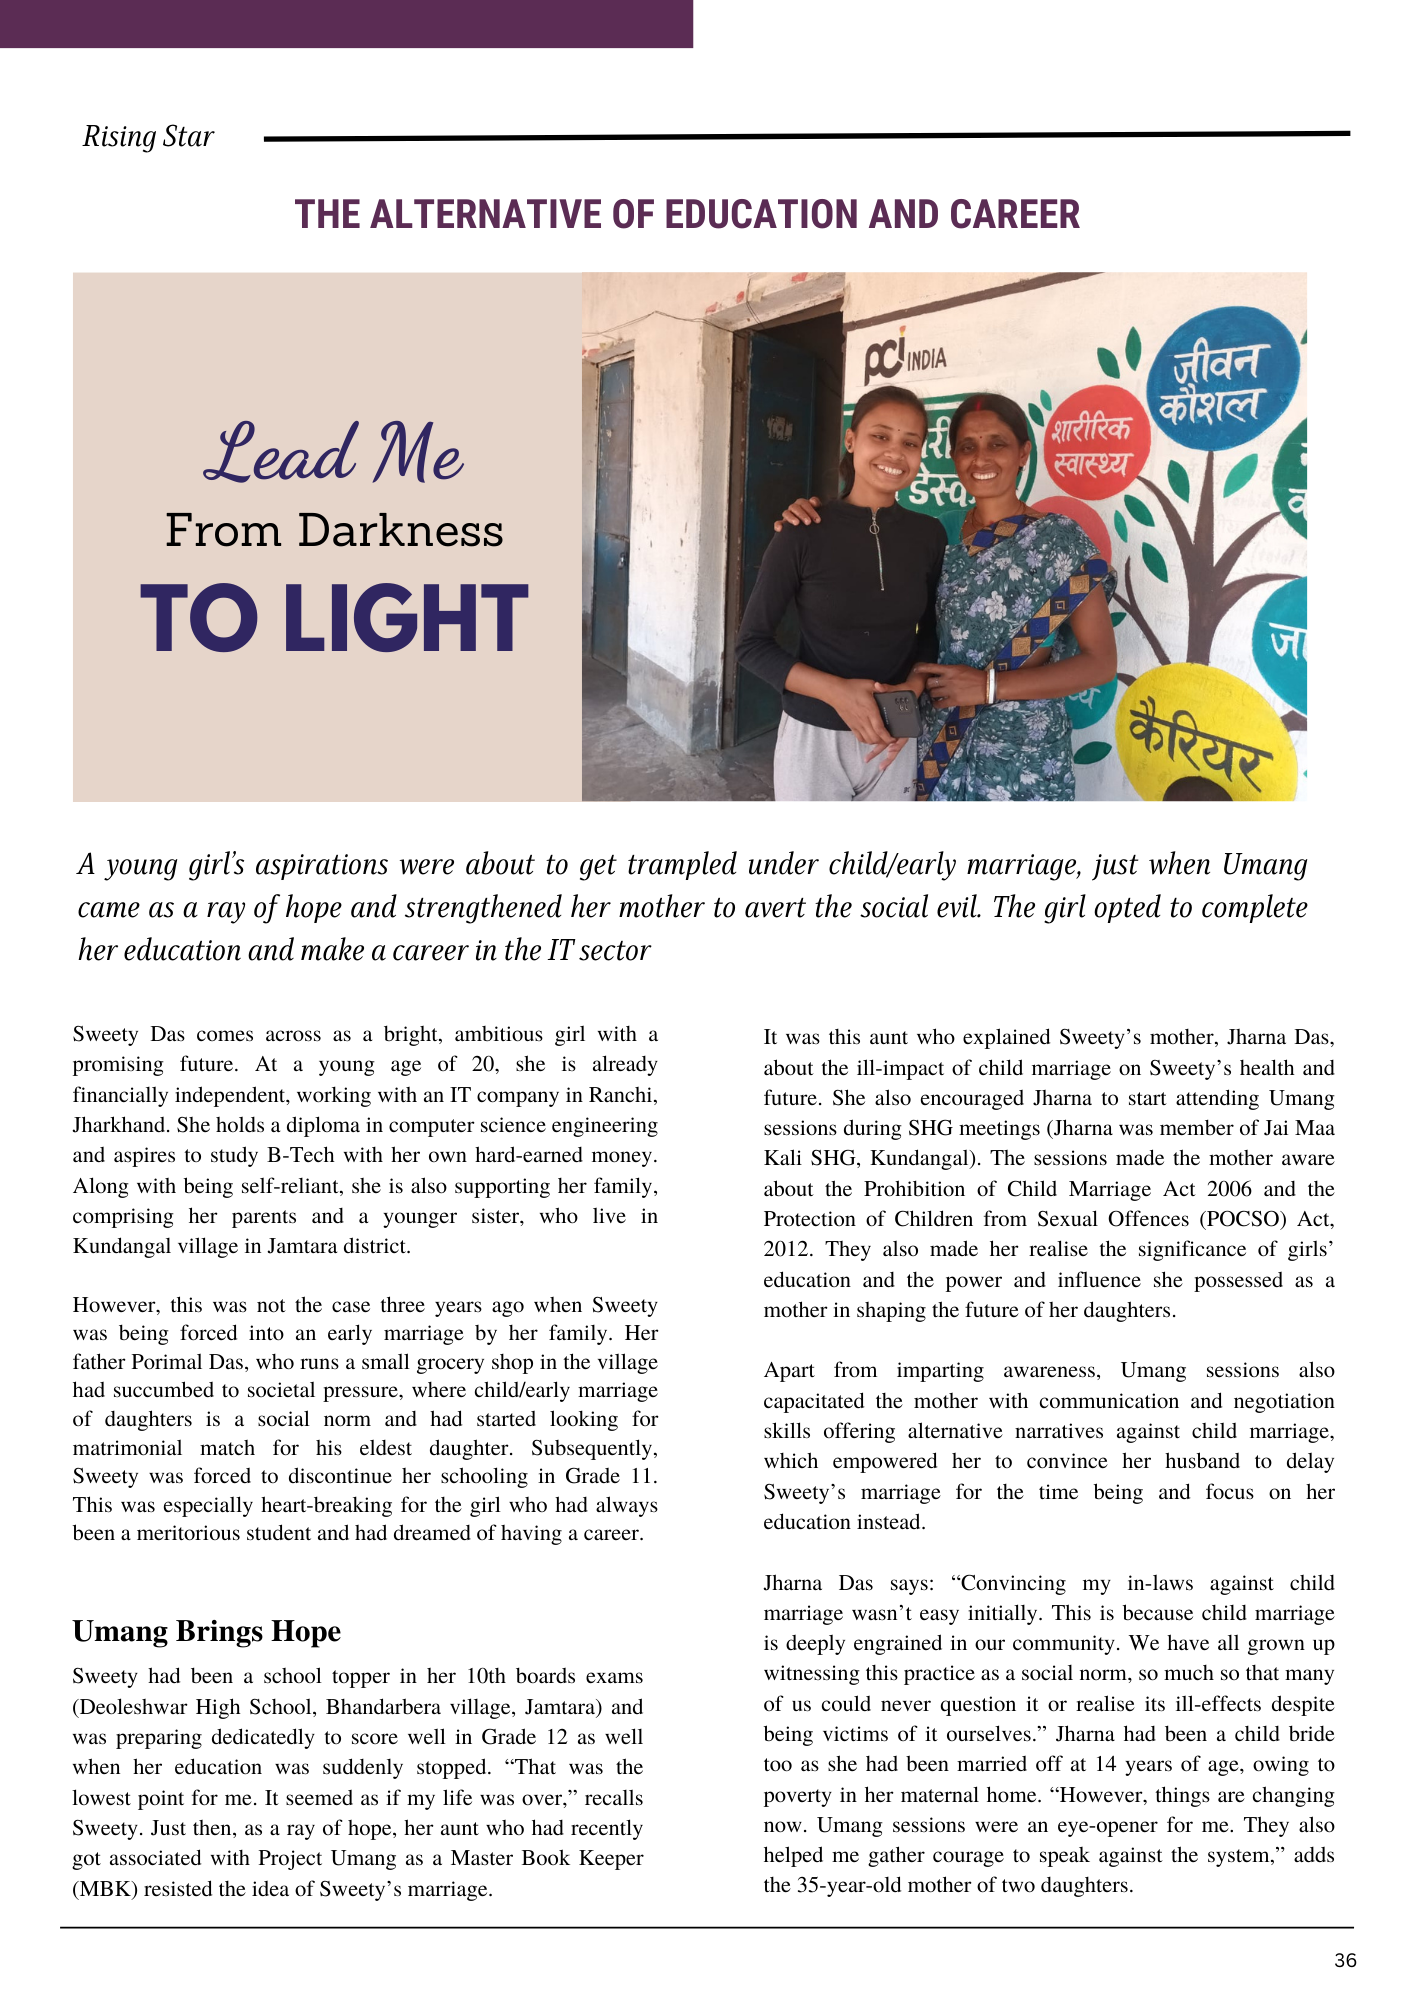 Rising Star
THE ALTERNATIVE OF EDUCATION AND CAREER
Lead Me
From Darkness
TO LIGHT
pci INDIA
जीवन
कौशल
शारीरिक
स्वास्थ्य
कैरियर
A young girl’s aspirations were about to get trampled under child/early marriage, just when Umang
came as a ray of hope and strengthened her mother to avert the social evil. The girl opted to complete
her education and make a career in the IT sector
Sweety Das comes across as a bright, ambitious girl with a
promising future. At a young age of 20, she is already
financially independent, working with an IT company in Ranchi,
Jharkhand. She holds a diploma in computer science engineering
and aspires to study B-Tech with her own hard-earned money.
Along with being self-reliant, she is also supporting her family,
comprising her parents and a younger sister, who live in
Kundangal village in Jamtara district.
However, this was not the case three years ago when Sweety
was being forced into an early marriage by her family. Her
father Porimal Das, who runs a small grocery shop in the village
had succumbed to societal pressure, where child/early marriage
of daughters is a social norm and had started looking for
matrimonial match for his eldest daughter. Subsequently,
Sweety was forced to discontinue her schooling in Grade 11.
This was especially heart-breaking for the girl who had always
been a meritorious student and had dreamed of having a career.
Umang Brings Hope
Sweety had been a school topper in her 10th boards exams
(Deoleshwar High School, Bhandarbera village, Jamtara) and
was preparing dedicatedly to score well in Grade 12 as well
when her education was suddenly stopped. “That was the
lowest point for me. It seemed as if my life was over,” recalls
Sweety. Just then, as a ray of hope, her aunt who had recently
got associated with Project Umang as a Master Book Keeper
(MBK) resisted the idea of Sweety’s marriage.
It was this aunt who explained Sweety’s mother, Jharna Das,
about the ill-impact of child marriage on Sweety’s health and
future. She also encouraged Jharna to start attending Umang
sessions during SHG meetings (Jharna was member of Jai Maa
Kali SHG, Kundangal). The sessions made the mother aware
about the Prohibition of Child Marriage Act 2006 and the
Protection of Children from Sexual Offences (POCSO) Act,
2012. They also made her realise the significance of girls’
education and the power and influence she possessed as a
mother in shaping the future of her daughters.
Apart from imparting awareness, Umang sessions also
capacitated the mother with communication and negotiation
skills offering alternative narratives against child marriage,
which empowered her to convince her husband to delay
Sweety’s marriage for the time being and focus on her
education instead.
Jharna Das says: “Convincing my in-laws against child
marriage wasn’t easy initially. This is because child marriage
is deeply engrained in our community. We have all grown up
witnessing this practice as a social norm, so much so that many
of us could never question it or realise its ill-effects despite
being victims of it ourselves.” Jharna had been a child bride
too as she had been married off at 14 years of age, owing to
poverty in her maternal home. “However, things are changing
now. Umang sessions were an eye-opener for me. They also
helped me gather courage to speak against the system,” adds
the 35-year-old mother of two daughters.
36